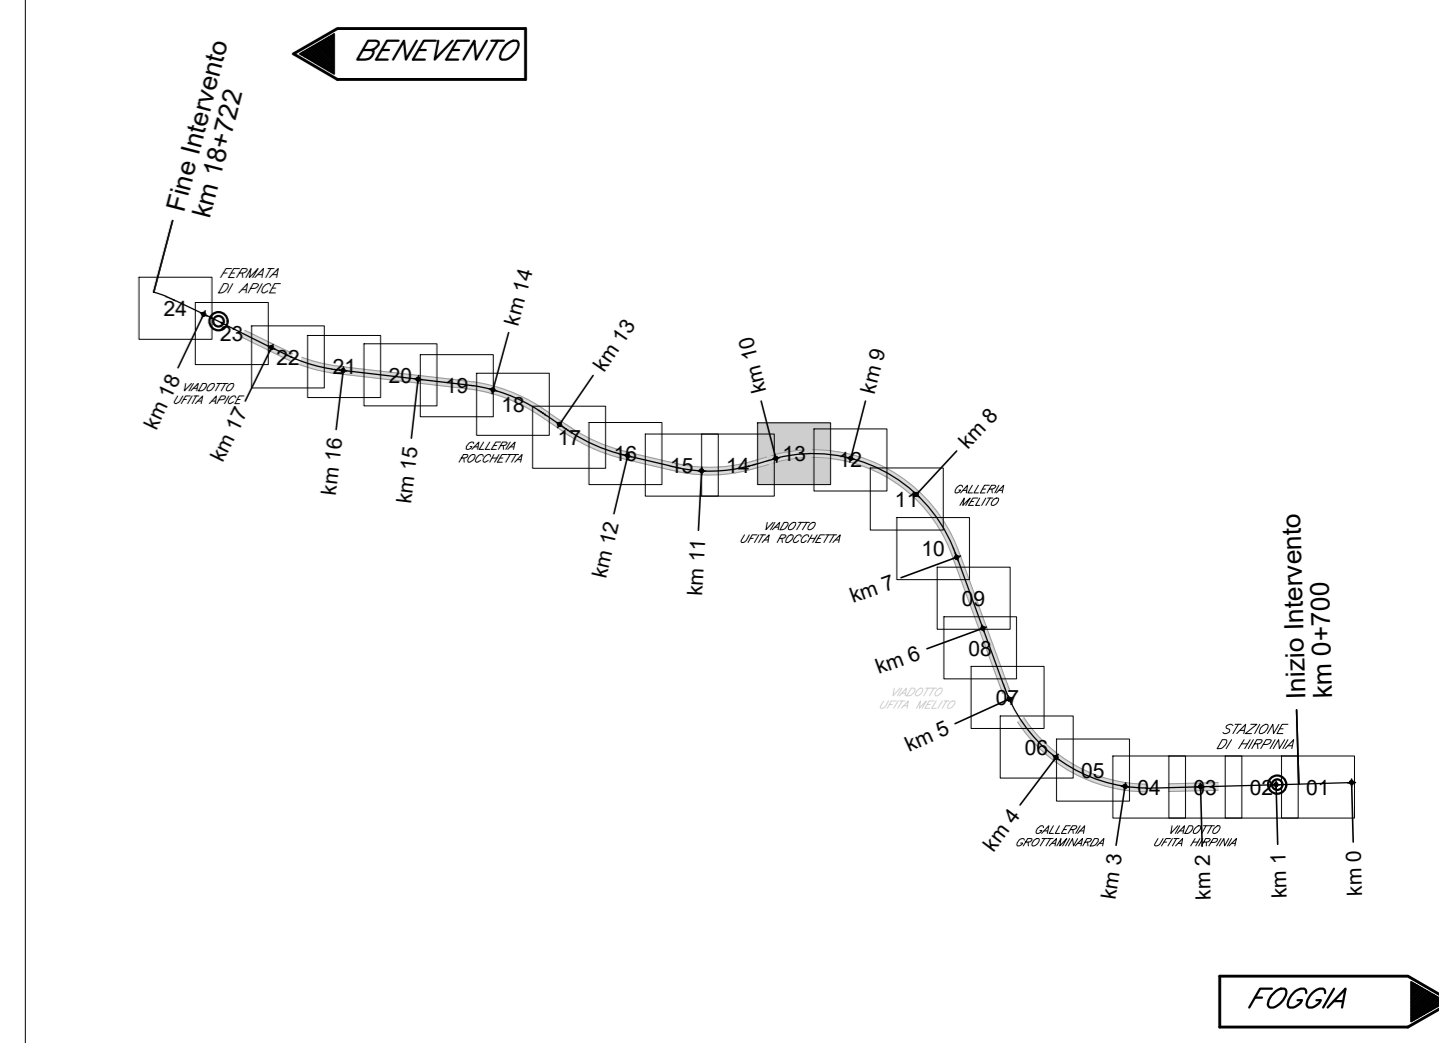 BENEVENTO
Fine Intervento
km 18+722
FERMATA
DI APICE
24
23
22
21
20
19
18
17
16
15
14
13
12
11
10
09
08
07
06
05
04
03
02
01
km 18
VIADOTTO
UFITA APICE
km 17
km 16
km 15
km 14
km 13
GALLERIA
ROCCHETTA
km 12
km 11
km 10
km 9
VIADOTTO
UFITA ROCCHETTA
km 8
GALLERIA
MELITO
km 7
km 6
VIADOTTO
UFITA MELITO
km 5
km 4
GALLERIA
GROTTAMINARDA
km 3
VIADOTTO
UFITA HIRPINIA
km 2
STAZIONE
DI HIRPINIA
Inizio Intervento
km 0+700
km 1
km 0
FOGGIA